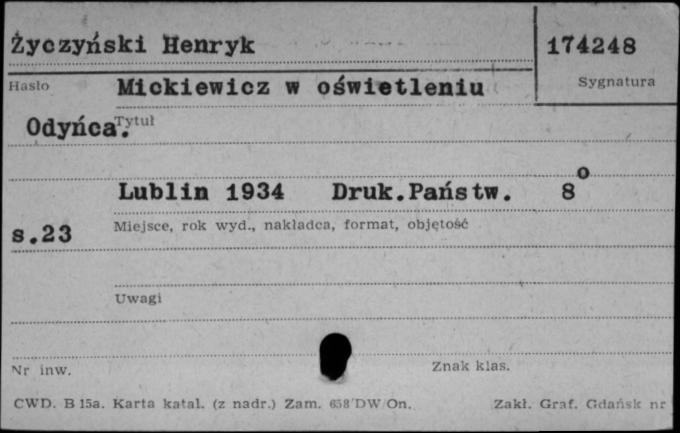 Życzyński Henryk 174248
Hasło Mickiewicz w oświetleniu Sygnatura
Odyńca. Tytuł
Lublin 1934 Druk.Państw. 8°
s.23 Miejsce, rok wyd., nakładca, format, objętość
Uwagi
Nr inw. Znak klas.
CWD. B 15a. Karta katal. (z nadr.) Zam. 658/DW/On. Zakł. Graf. Gdańsk nr